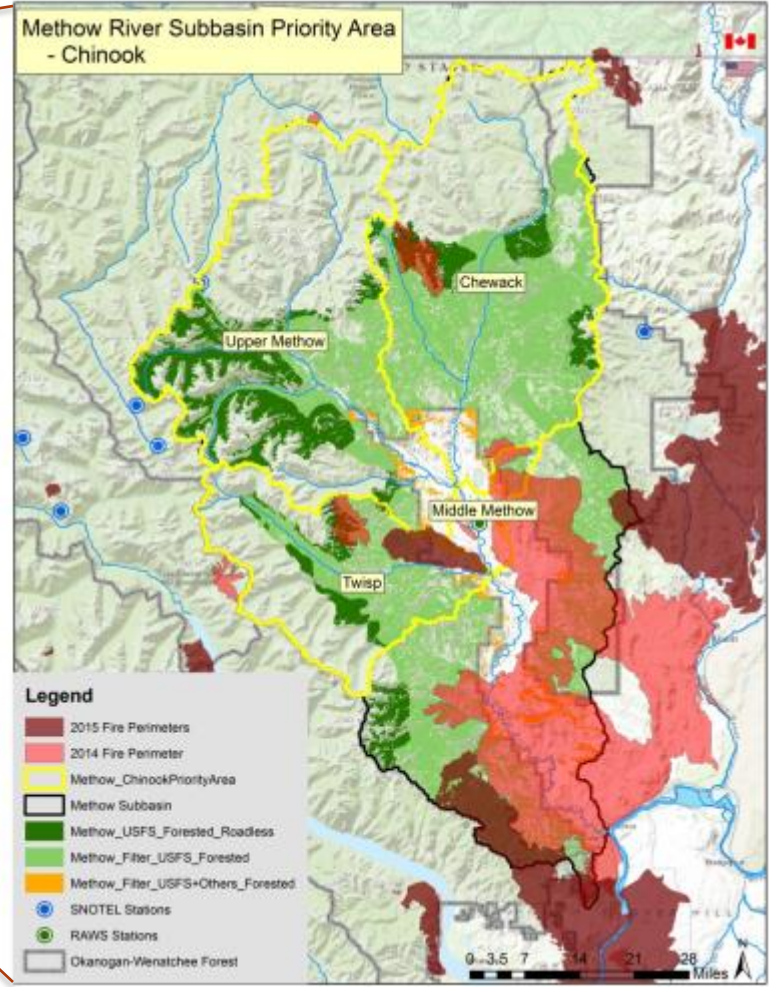 Methow River Subbasin Priority Area
- Chinook
Chewack
Upper Methow
Middle Methow
Twisp
Legend
2015 Fire Perimeters
2014 Fire Perimeter
Methow_ChinookPriorityArea
Methow Subbasin
Methow_USFS_Forested_Roadless
Methow_Filter_USFS_Forested
Methow_Filter_USFS+Others_Forested
SNOTEL Stations
RAWS Stations
Okanogan-Wenatchee Forest
N
0 3.5 7 14 21 28
Miles